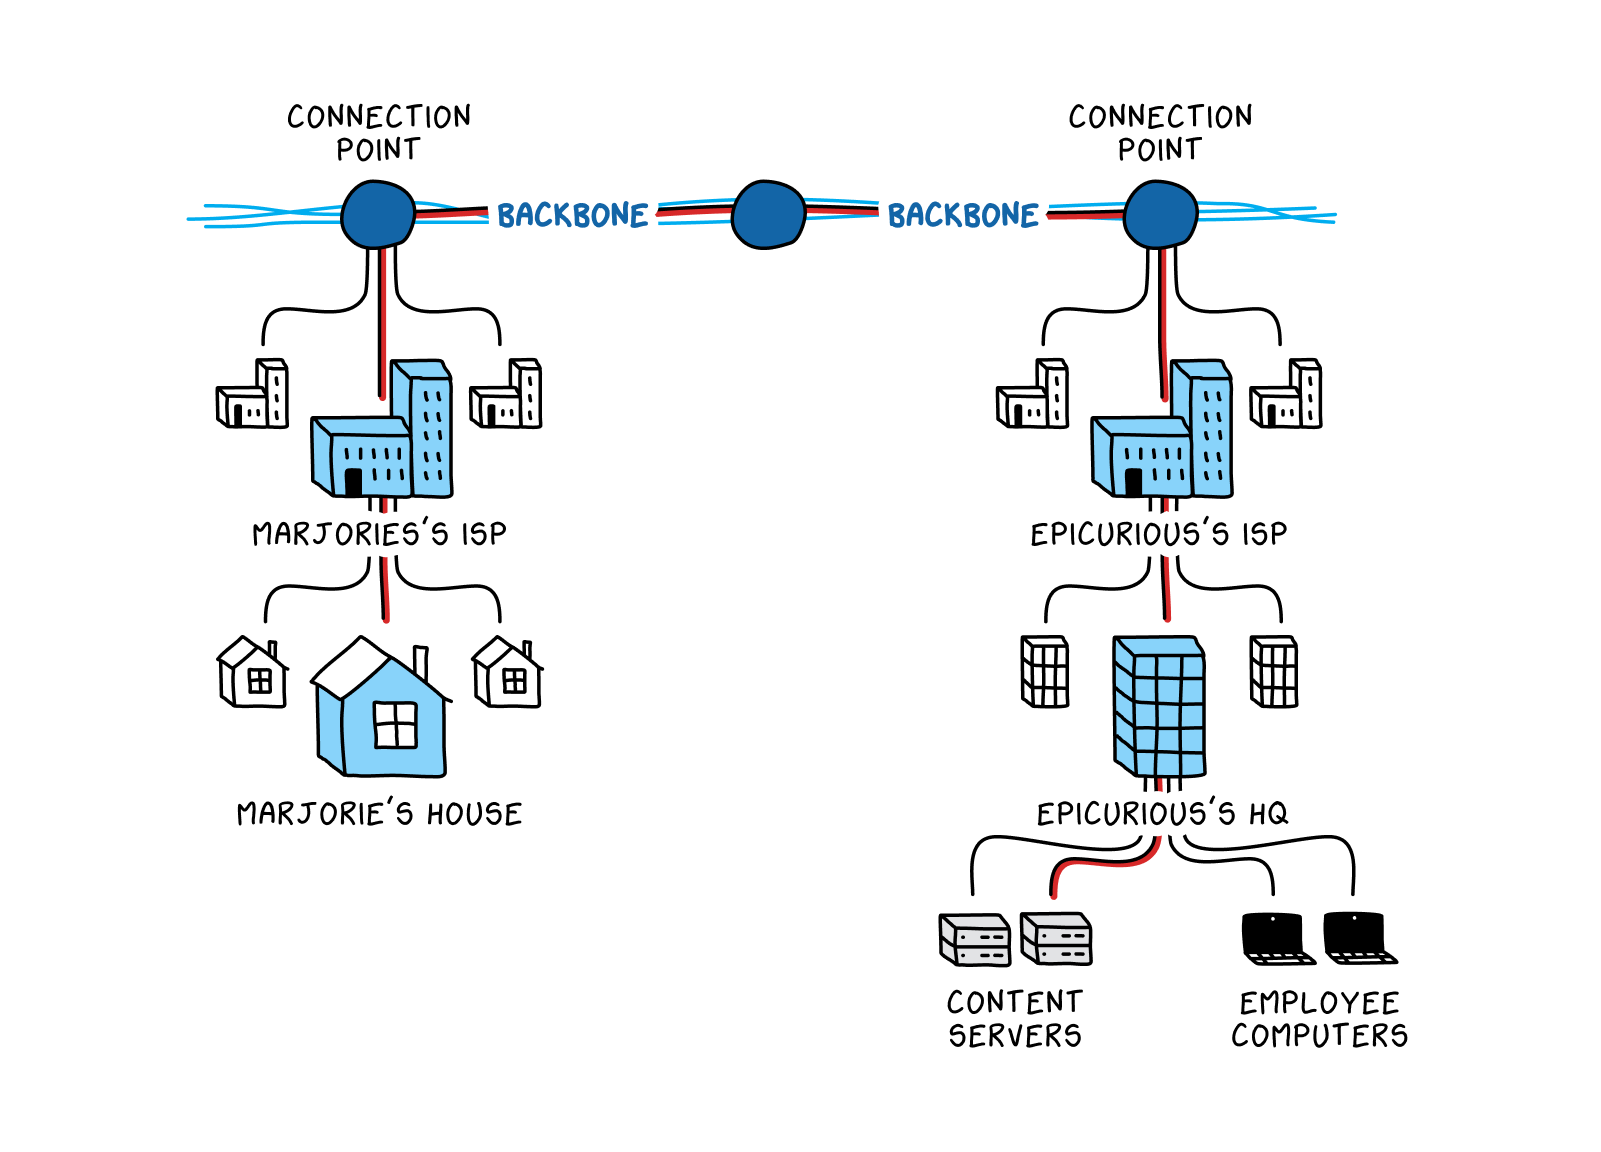 CONNECTION
POINT
CONNECTION
POINT
BACKBONE
BACKBONE
MARJORIES'S ISP
EPICURIOUS'S ISP
MARJORIE'S HOUSE
EPICURIOUS'S HQ
CONTENT
SERVERS
EMPLOYEE
COMPUTERS